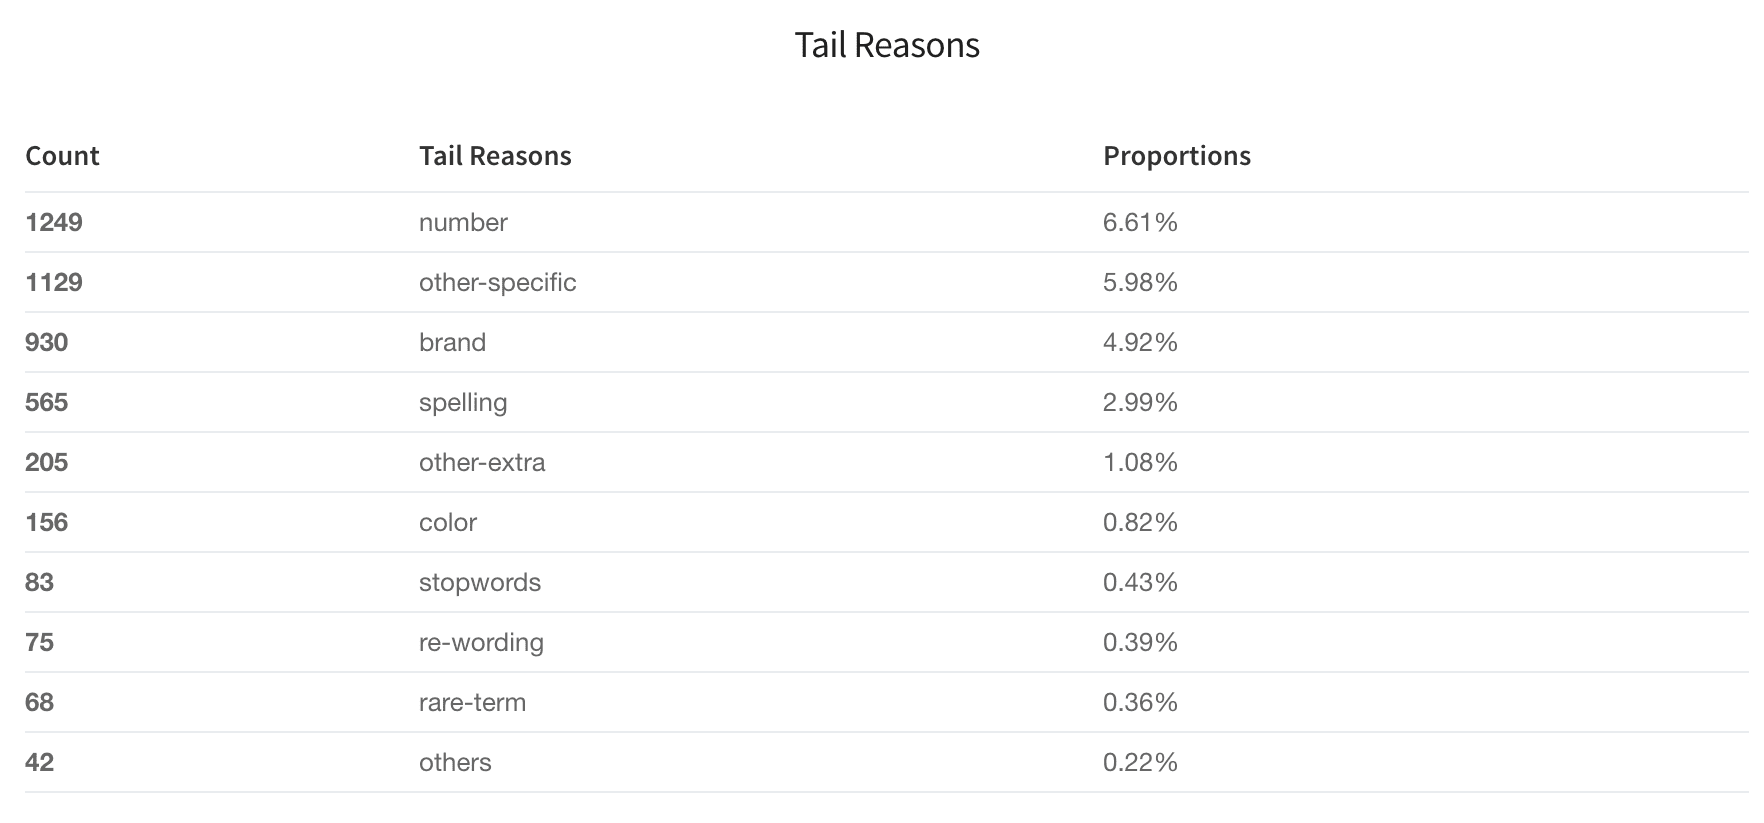 Tail Reasons
Count Tail Reasons Proportions
1249 number 6.61%
1129 other-specific 5.98%
930 brand 4.92%
565 spelling 2.99%
205 other-extra 1.08%
156 color 0.82%
83 stopwords 0.43%
75 re-wording 0.39%
68 rare-term 0.36%
42 others 0.22%